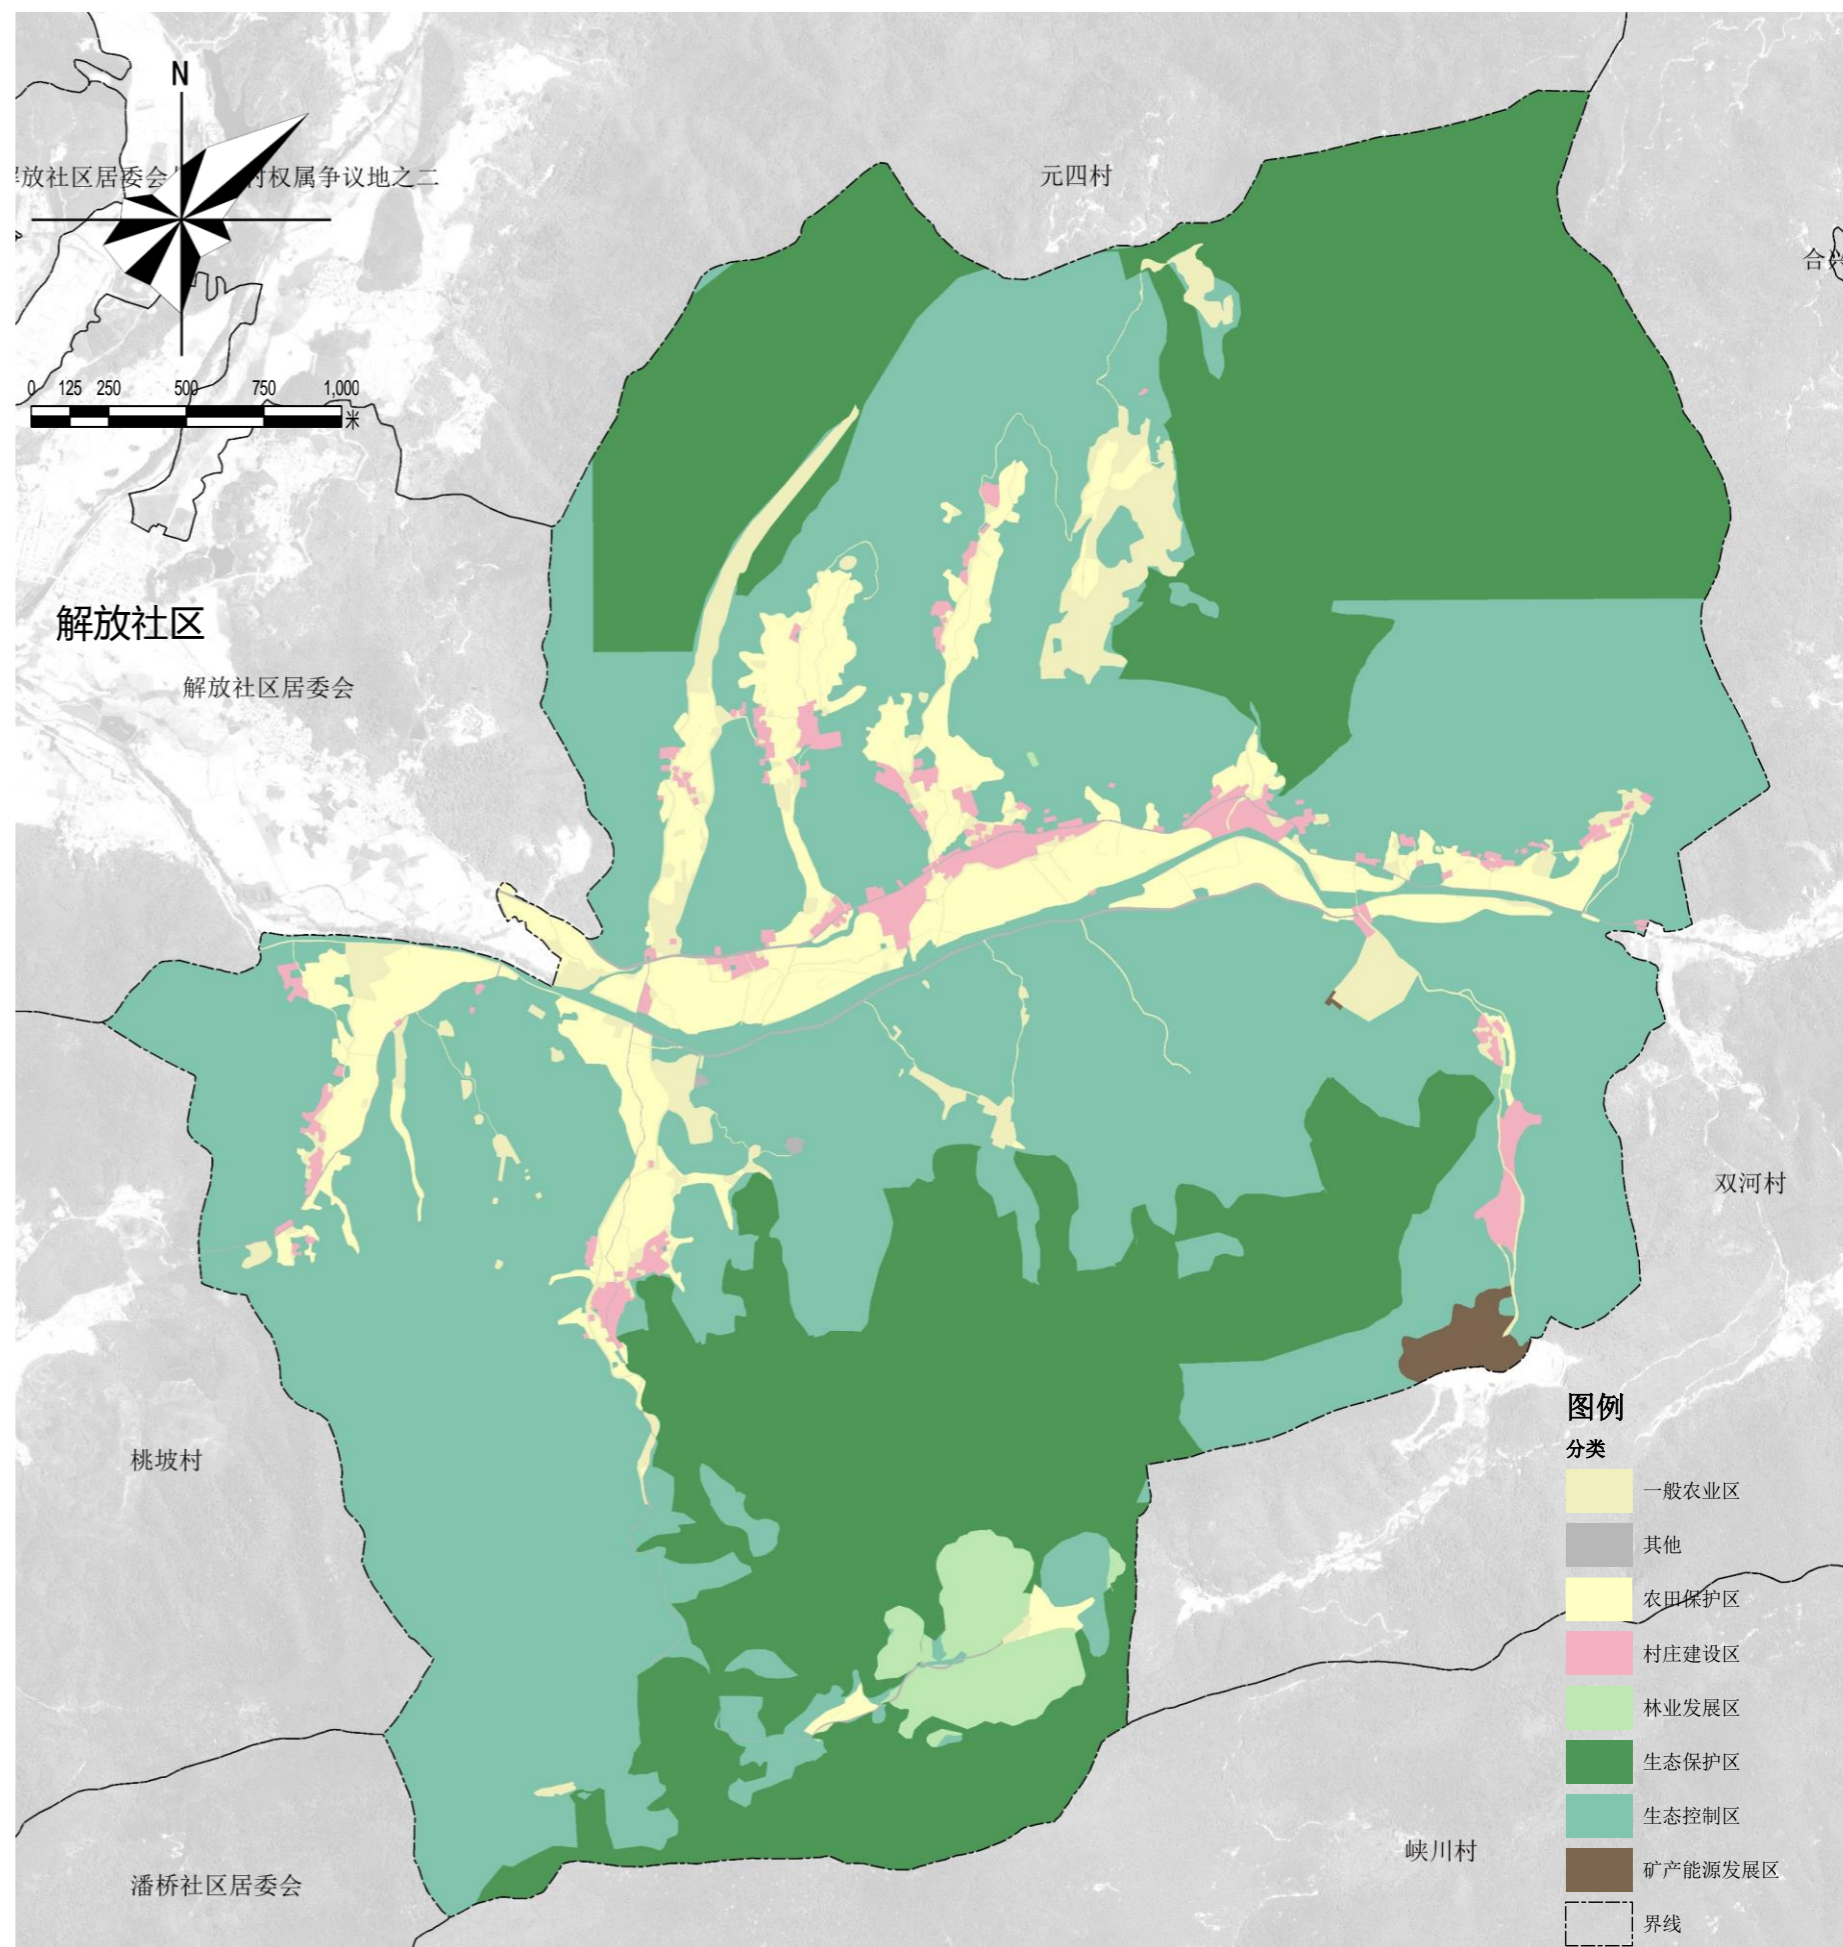 N
元四村
解放社区居委会
村权属争议地之二
合兴
0 125 250 500 750 1,000
米
解放社区
解放社区居委会
双河村
桃坡村
潘桥社区居委会
峡川村
图例
分类
一般农业区
其他
农田保护区
村庄建设区
林业发展区
生态保护区
生态控制区
矿产能源发展区
界线